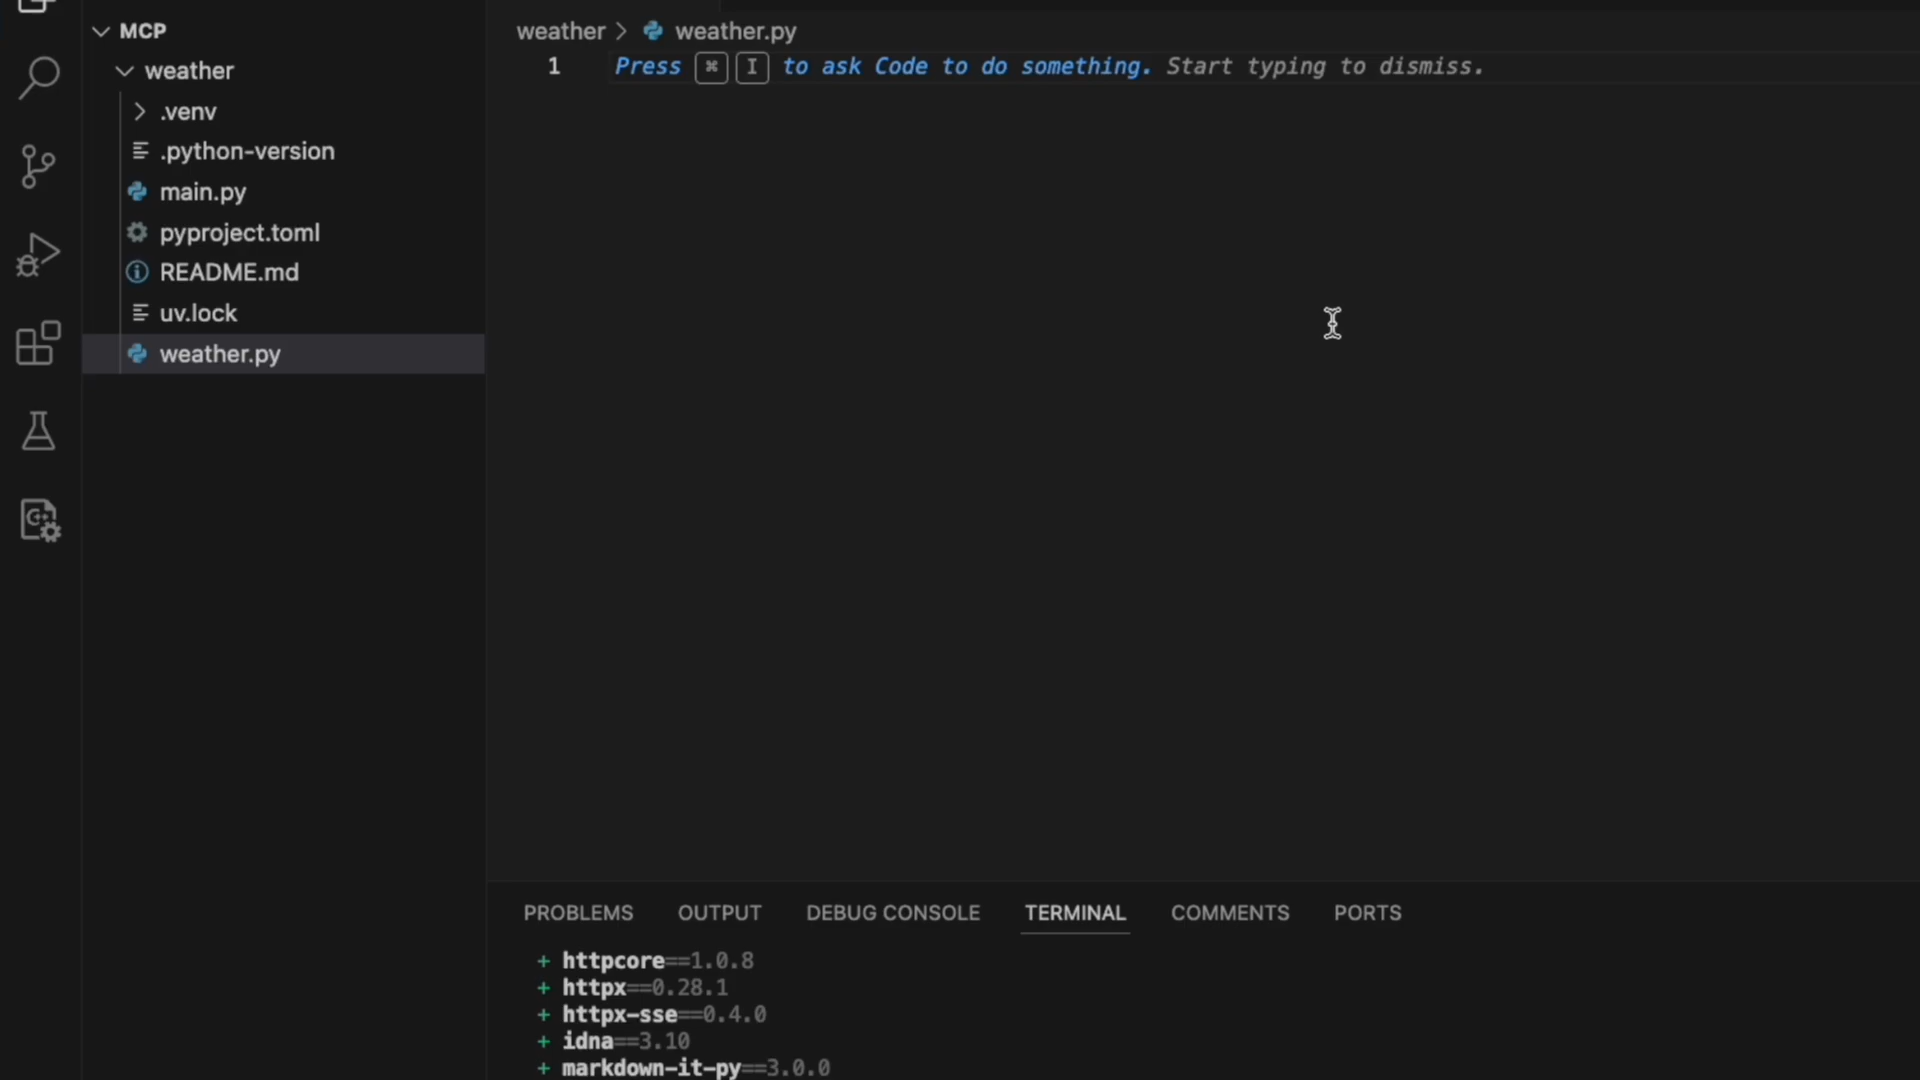 MCP
weather
.venv
.python-version
main.py
pyproject.toml
README.md
uv.lock
weather.py
weather > weather.py
1 Press ⌘ I to ask Code to do something. Start typing to dismiss.
PROBLEMS OUTPUT DEBUG CONSOLE TERMINAL COMMENTS PORTS
+ httpcore==1.0.8
+ httpx==0.28.1
+ httpx-sse==0.4.0
+ idna==3.10
+ markdown-it-py==3.0.0